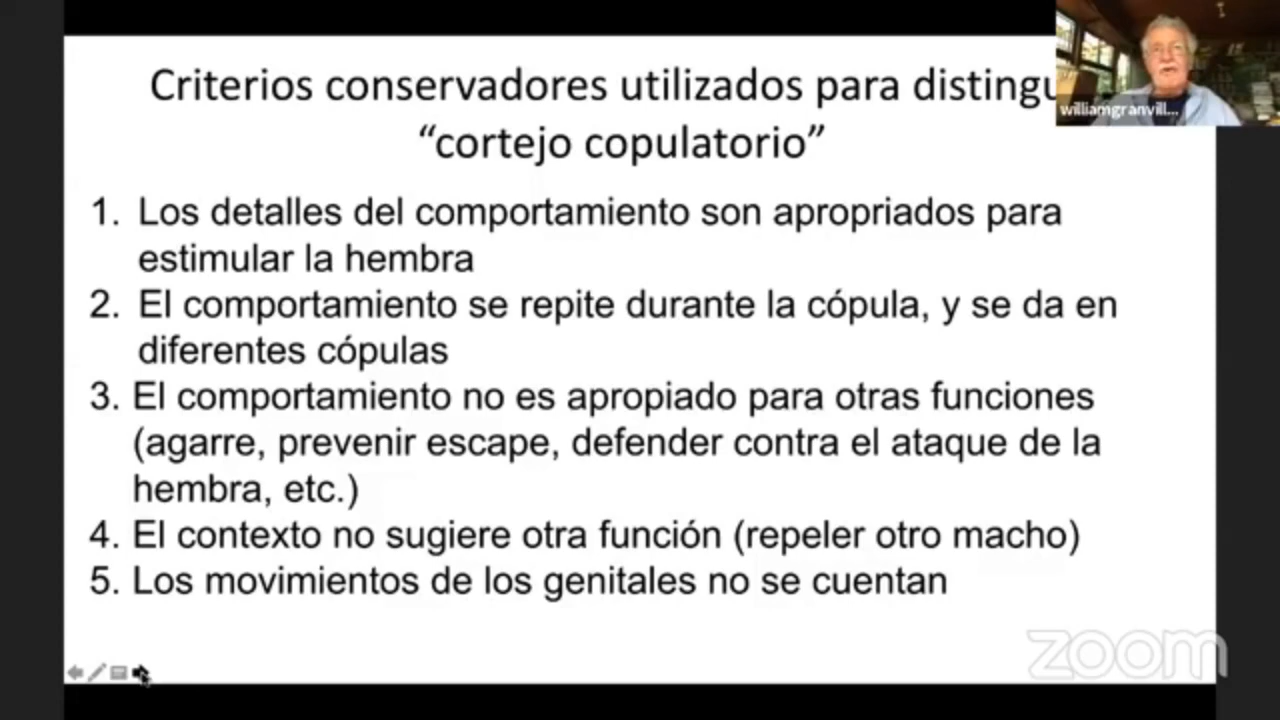 Criterios conservadores utilizados para distingu
“cortejo copulatorio”
williamgranvill...
1. Los detalles del comportamiento son apropriados para
estimular la hembra
2. El comportamiento se repite durante la cópula, y se da en
diferentes cópulas
3. El comportamiento no es apropiado para otras funciones
(agarre, prevenir escape, defender contra el ataque de la
hembra, etc.)
4. El contexto no sugiere otra función (repeler otro macho)
5. Los movimientos de los genitales no se cuentan
zoom